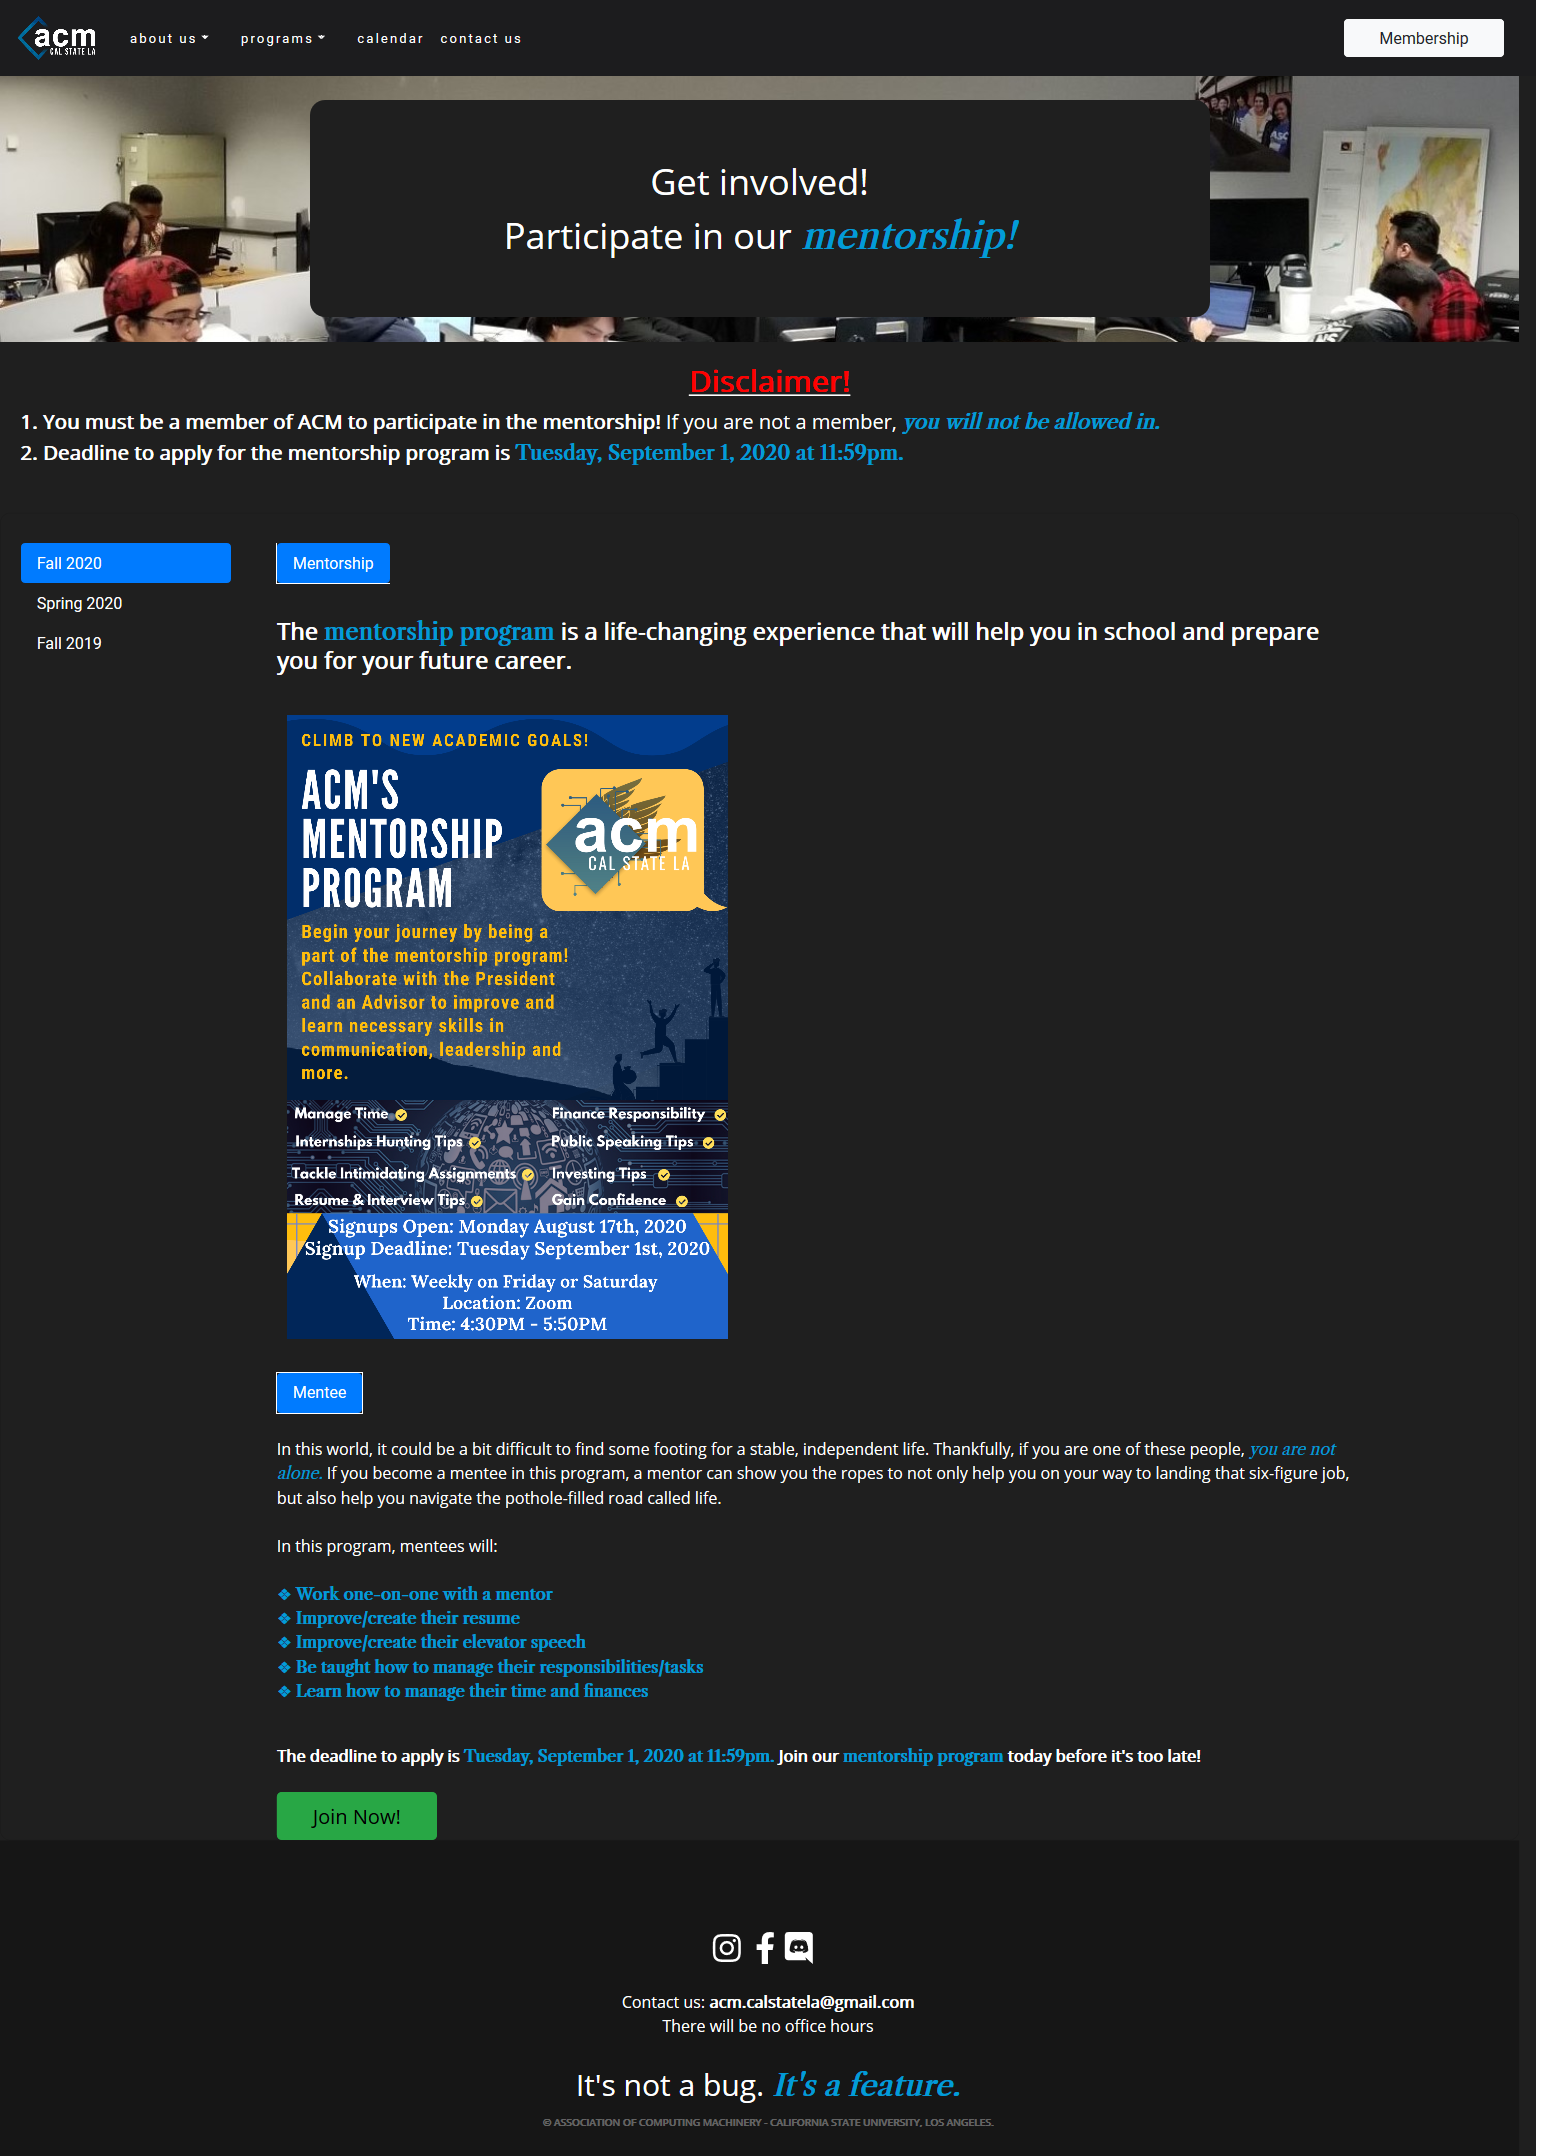 acm
CAL STATE LA
about us
programs
calendar
contact us
Membership
Get involved!
Participate in our mentorship!
Disclaimer!
1. You must be a member of ACM to participate in the mentorship! If you are not a member, you will not be allowed in.
2. Deadline to apply for the mentorship program is Tuesday, September 1, 2020 at 11:59pm.
Fall 2020
Spring 2020
Fall 2019
Mentorship
The mentorship program is a life-changing experience that will help you in school and prepare
you for your future career.
CLIMB TO NEW ACADEMIC GOALS!
ACM'S
MENTORSHIP
PROGRAM
acm
CAL STATE LA
Begin your journey by being a
part of the mentorship program!
Collaborate with the President
and an Advisor to improve and
learn necessary skills in
communication, leadership and
more.
Manage Time
Finance Responsibility
Internships Hunting Tips
Public Speaking Tips
Tackle Intimidating Assignments
Investing Tips
Resume & Interview Tips
Gain Confidence
Signups Open: Monday August 17th, 2020
Signup Deadline: Tuesday September 1st, 2020
When: Weekly on Friday or Saturday
Location: Zoom
Time: 4:30PM - 5:50PM
Mentee
In this world, it could be a bit difficult to find some footing for a stable, independent life. Thankfully, if you are one of these people, you are not
alone. If you become a mentee in this program, a mentor can show you the ropes to not only help you on your way to landing that six-figure job,
but also help you navigate the pothole-filled road called life.
In this program, mentees will:
❖ Work one-on-one with a mentor
❖ Improve/create their resume
❖ Improve/create their elevator speech
❖ Be taught how to manage their responsibilities/tasks
❖ Learn how to manage their time and finances
The deadline to apply is Tuesday, September 1, 2020 at 11:59pm. Join our mentorship program today before it's too late!
Join Now!
Contact us: acm.calstatela@gmail.com
There will be no office hours
It's not a bug. It's a feature.
© ASSOCIATION OF COMPUTING MACHINERY - CALIFORNIA STATE UNIVERSITY, LOS ANGELES.